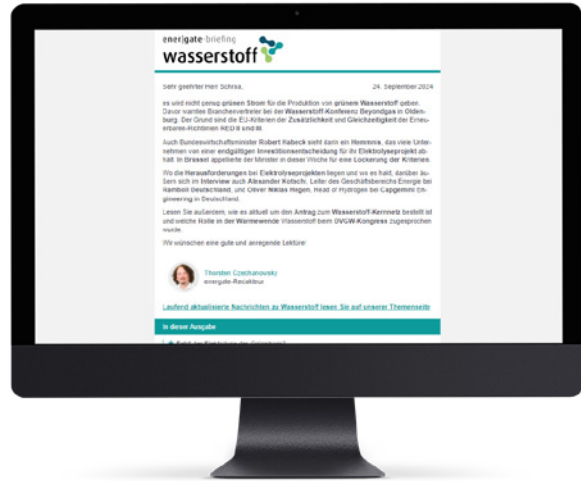 ener|gate-briefing
wasserstoff
Sehr geehrter Herr Schilsa, 24. September 2024
es wird nicht genug grünen Strom für die Produktion von grünem Wasserstoff geben.
Davor warnten Branchenvertreter bei der Wasserstoff-Konferenz Beyondgas in Olden-
burg. Der Grund sind die EU-Kriterien der Zusätzlichkeit und Gleichzeitigkeit der Erneu-
erbaren-Richtlinien RED II und III.
Auch Bundeswirtschaftsminister Robert Habeck sieht darin ein Hemmnis, das viele Unter-
nehmen von einer endgültigen Investitionsentscheidung für ihr Elektrolyseprojekt ab-
hält. In Brüssel appellierte der Minister in dieser Woche für eine Lockerung der Kriterien.
Wo die Herausforderungen bei Elektrolyseprojekten liegen und wo es hakt, darüber äu-
ßern sich im Interview auch Alexander Kotschi, Leiter des Geschäftsbereichs Energie bei
Ramboll Deutschland, und Oliver Niklas Hegen, Head of Hydrogen bei Capgemini En-
gineering in Deutschland.
Lesen Sie außerdem, wie es aktuell um den Antrag zum Wasserstoff-Kernnetz bestellt ist
und welche Rolle in der Wärmewende Wasserstoff beim DVGW-Kongress zugesprochen
wurde.
Wir wünschen eine gute und anregende Lektüre!
Thorsten Czechanowsky
energate-Redakteur
Laufend aktualisierte Nachrichten zu Wasserstoff lesen Sie auf unserer Themenseite
In dieser Ausgabe